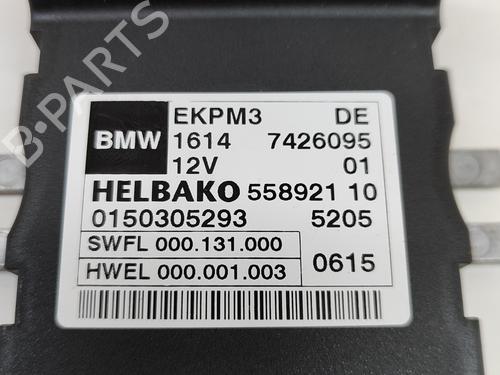 B-PARTS
EKPM3 DE
BMW 1614 7426095
12V 01
HELBAKO 558921 10
0150305293 5205
SWFL 000.131.000
HWEL 000.001.003 0615